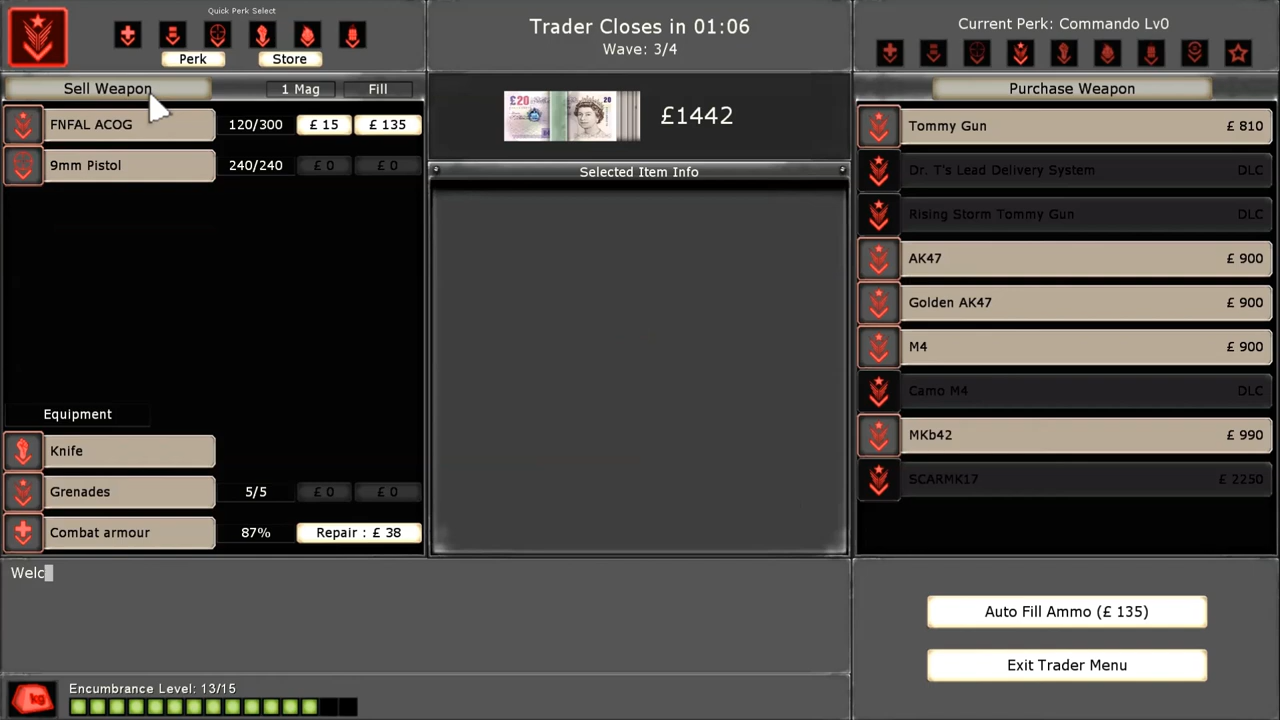 Quick Perk Select
Perk
Store
Trader Closes in 01:06
Wave: 3/4
Current Perk: Commando Lv0
Sell Weapon
1 Mag
Fill
FNFAL ACOG 120/300 £ 15 £ 135
9mm Pistol 240/240 £ 0 £ 0
£20 20 £1442
Selected Item Info
Purchase Weapon
Tommy Gun £ 810
Dr. T's Lead Delivery System DLC
Rising Storm Tommy Gun DLC
AK47 £ 900
Golden AK47 £ 900
M4 £ 900
Camo M4 DLC
MKb42 £ 990
SCARMK17 £ 2250
Equipment
Knife
Grenades 5/5 £ 0 £ 0
Combat armour 87% Repair : £ 38
Welc
Auto Fill Ammo (£ 135)
Exit Trader Menu
kg
Encumbrance Level: 13/15